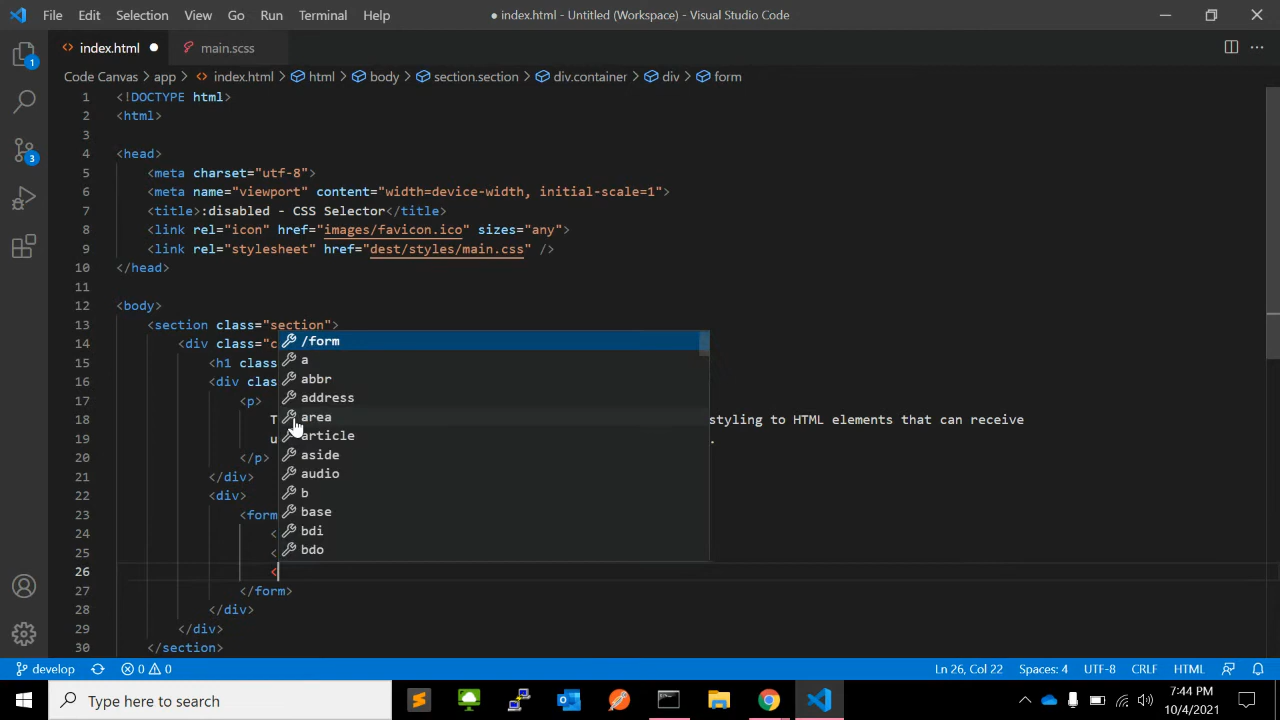 File Edit Selection View Go Run Terminal Help ● index.html - Untitled (Workspace) - Visual Studio Code
<> index.html ● main.scss
Code Canvas > app > <> index.html > html > body > section.section > div.container > div > form
1 <!DOCTYPE html>
2 <html>
3
4 <head>
5 <meta charset="utf-8">
6 <meta name="viewport" content="width=device-width, initial-scale=1">
7 <title>:disabled - CSS Selector</title>
8 <link rel="icon" href="images/favicon.ico" sizes="any">
9 <link rel="stylesheet" href="dest/styles/main.css" />
10 </head>
11
12 <body>
13 <section class="section">
14 <div class="c
15 <h1 class
16 <div clas
17 <p>
18 T styling to HTML elements that can receive
19 u .
20 </p>
21 </div>
22 <div>
23 <form
24 <
25 <
26 <
27 </form>
28 </div>
29 </div>
30 </section>
/form
a
abbr
address
area
article
aside
audio
b
base
bdi
bdo
1
3
develop 0 0 Ln 26, Col 22 Spaces: 4 UTF-8 CRLF HTML
Type here to search
7:44 PM
10/4/2021